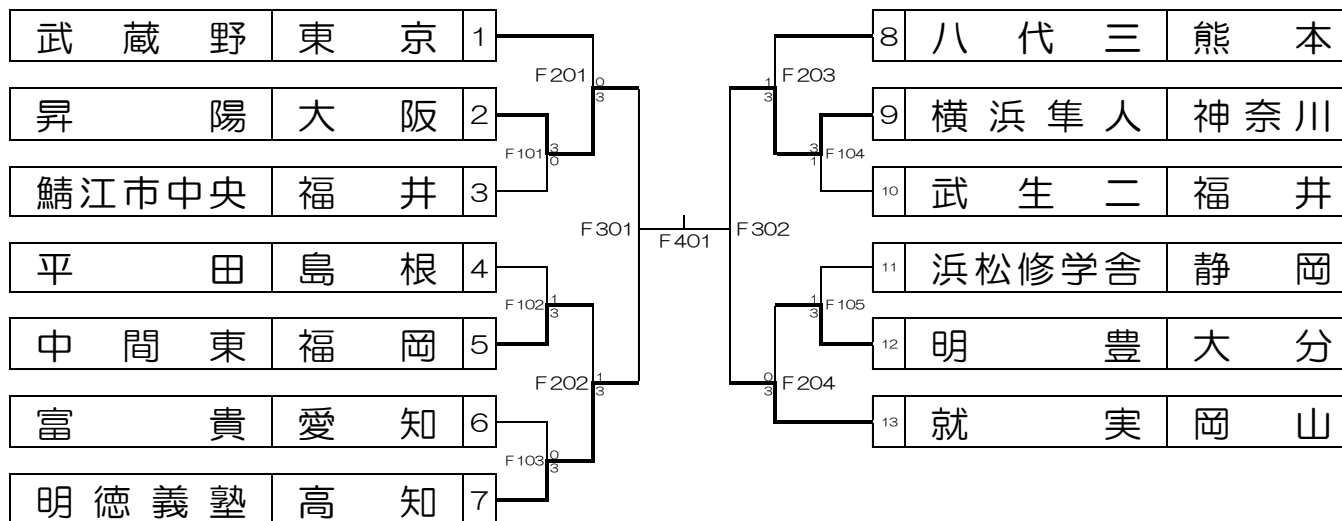 武蔵野 東京 1
昇陽 大阪 2
鯖江市中央 福井 3
平田 島根 4
中間東 福岡 5
富貴 愛知 6
明徳義塾 高知 7
F201
0
3
F101
3
0
F301
F102
1
3
F202
1
3
F103
0
3
F401
F302
1
3
F203
3
1
F104
1
3
F105
0
3
F204
8 八代三 熊本
9 横浜隼人 神奈川
10 武生二 福井
11 浜松修学舎 静岡
12 明豊 大分
13 就実 岡山